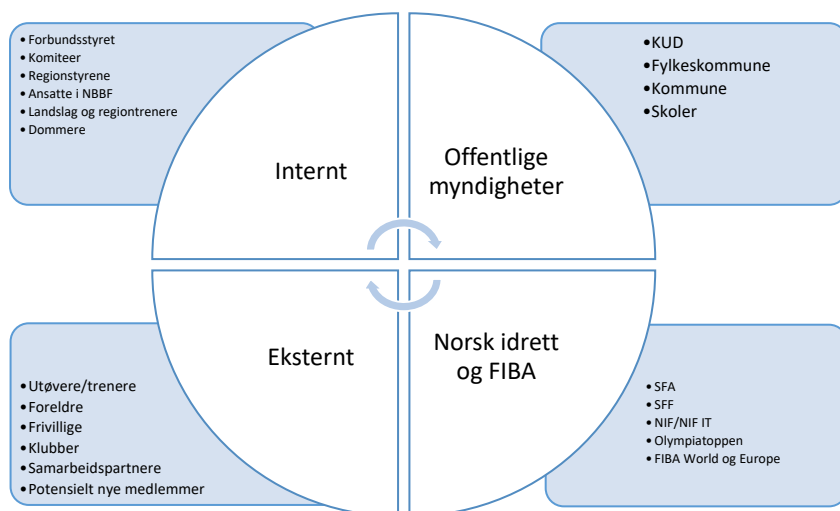 • Forbundsstyret
• Komiteer
• Regionstyrene
• Ansatte i NBBF
• Landslag og regiontrenere
• Dommere
Internt
• KUD
• Fylkeskommune
• Kommune
• Skoler
Offentlige
myndigheter
Eksternt
• Utøvere/trenere
• Foreldre
• Frivillige
• Klubber
• Samarbeidspartnere
• Potensielt nye medlemmer
Norsk idrett
og FIBA
• SFA
• SFF
• NIF/NIF IT
• Olympiatoppen
• FIBA World og Europe